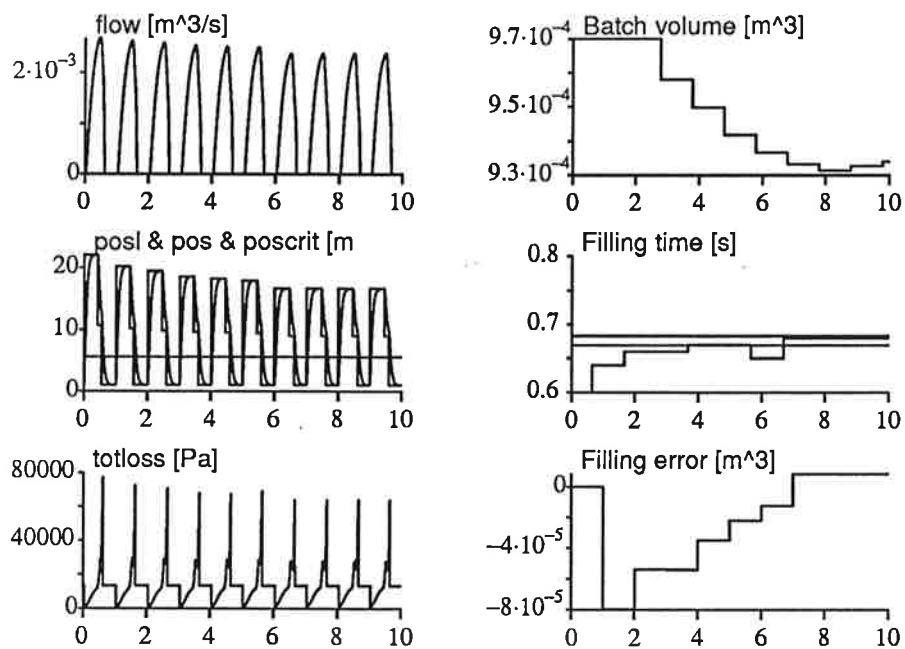 flow [m^3/s]
2·10⁻³
0
0 2 4 6 8 10
Batch volume [m^3]
9.7·10⁻⁴
9.5·10⁻⁴
9.3·10⁻⁴
0 2 4 6 8 10
posl & pos & poscrit [m
20
10
0
0 2 4 6 8 10
Filling time [s]
0.8
0.7
0.6
0 2 4 6 8 10
totloss [Pa]
80000
40000
0
0 2 4 6 8 10
Filling error [m^3]
0
−4·10⁻⁵
−8·10⁻⁵
0 2 4 6 8 10